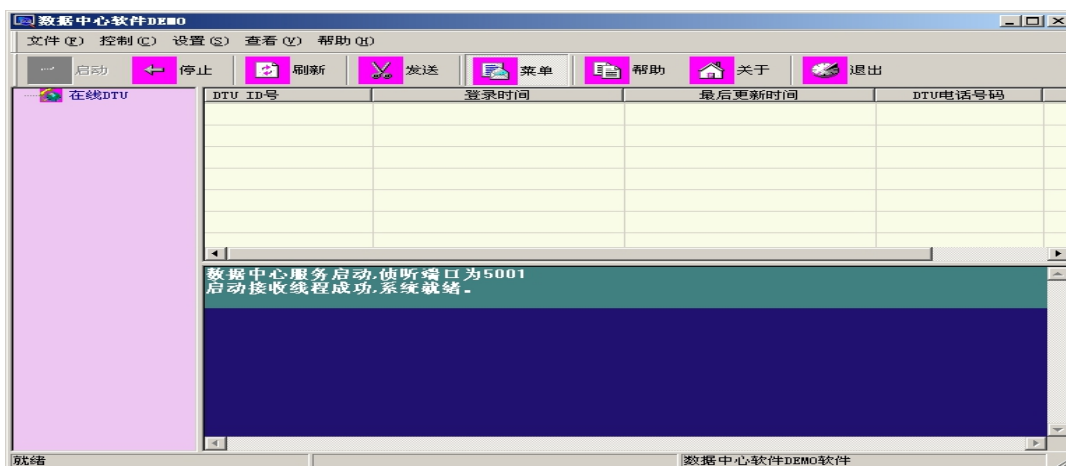 数据中心软件DEMO
文件(F) 控制(C) 设置(S) 查看(V) 帮助(H)
启动 停止 刷新 发送 菜单 帮助 关于 退出
在线DTU DTU ID号 登录时间 最后更新时间 DTU电话号码
数据中心服务启动,侦听端口为5001
启动接收线程成功,系统就绪。
就绪 数据中心软件DEMO软件